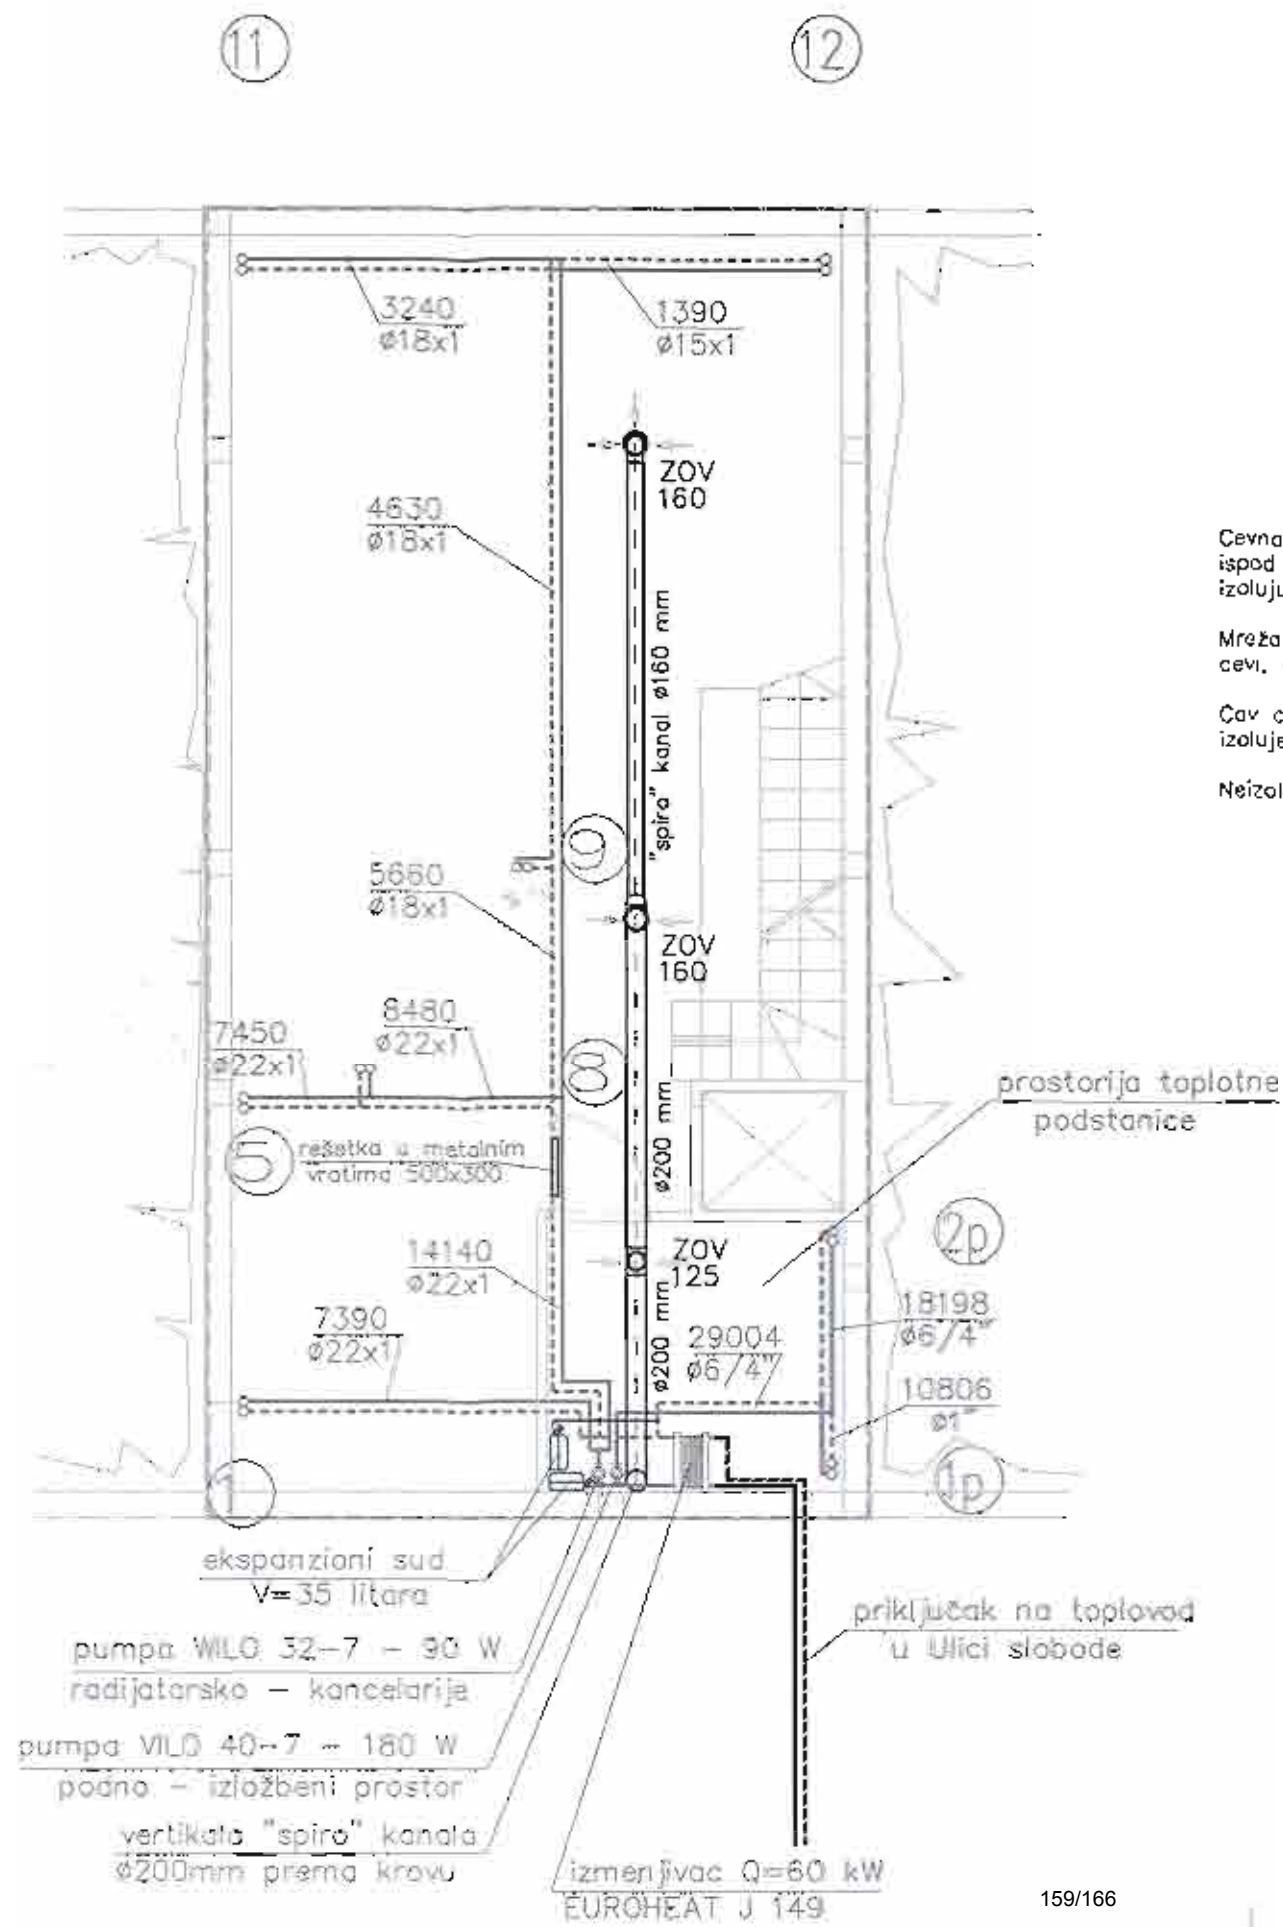 11
12
3240
ø18x1
1390
ø15x1
ZOV
160
4630
ø18x1
"spiro" kanal ø160 mm
Cevna
ispod
izoluju
Mreža
cevi.
izoluje
Neizol
9
5660
ø18x1
ZOV
160
7450
ø22x1
8480
ø22x1
8
ø200 mm
prostorija toplotne
podstanice
5
rešetka u metalnim
vratima 500x300
2p
14140
ø22x1
ZOV
125
7390
ø22x1
ø200 mm
29004
ø6/4"
18198
ø6/4"
10806
ø1"
1
1p
ekspanzioni sud
V=35 litara
pumpa WILO 32-7 - 90 W
radijatorsko - kancelarije
pumpa VILO 40-7 - 180 W
podno - izložbeni prostor
vertikala "spiro" kanala
ø200mm prema krovu
priključak na toplovod
u Ulici slobode
izmenjivac Q=60 kW
EUROHEAT J 149
159/166